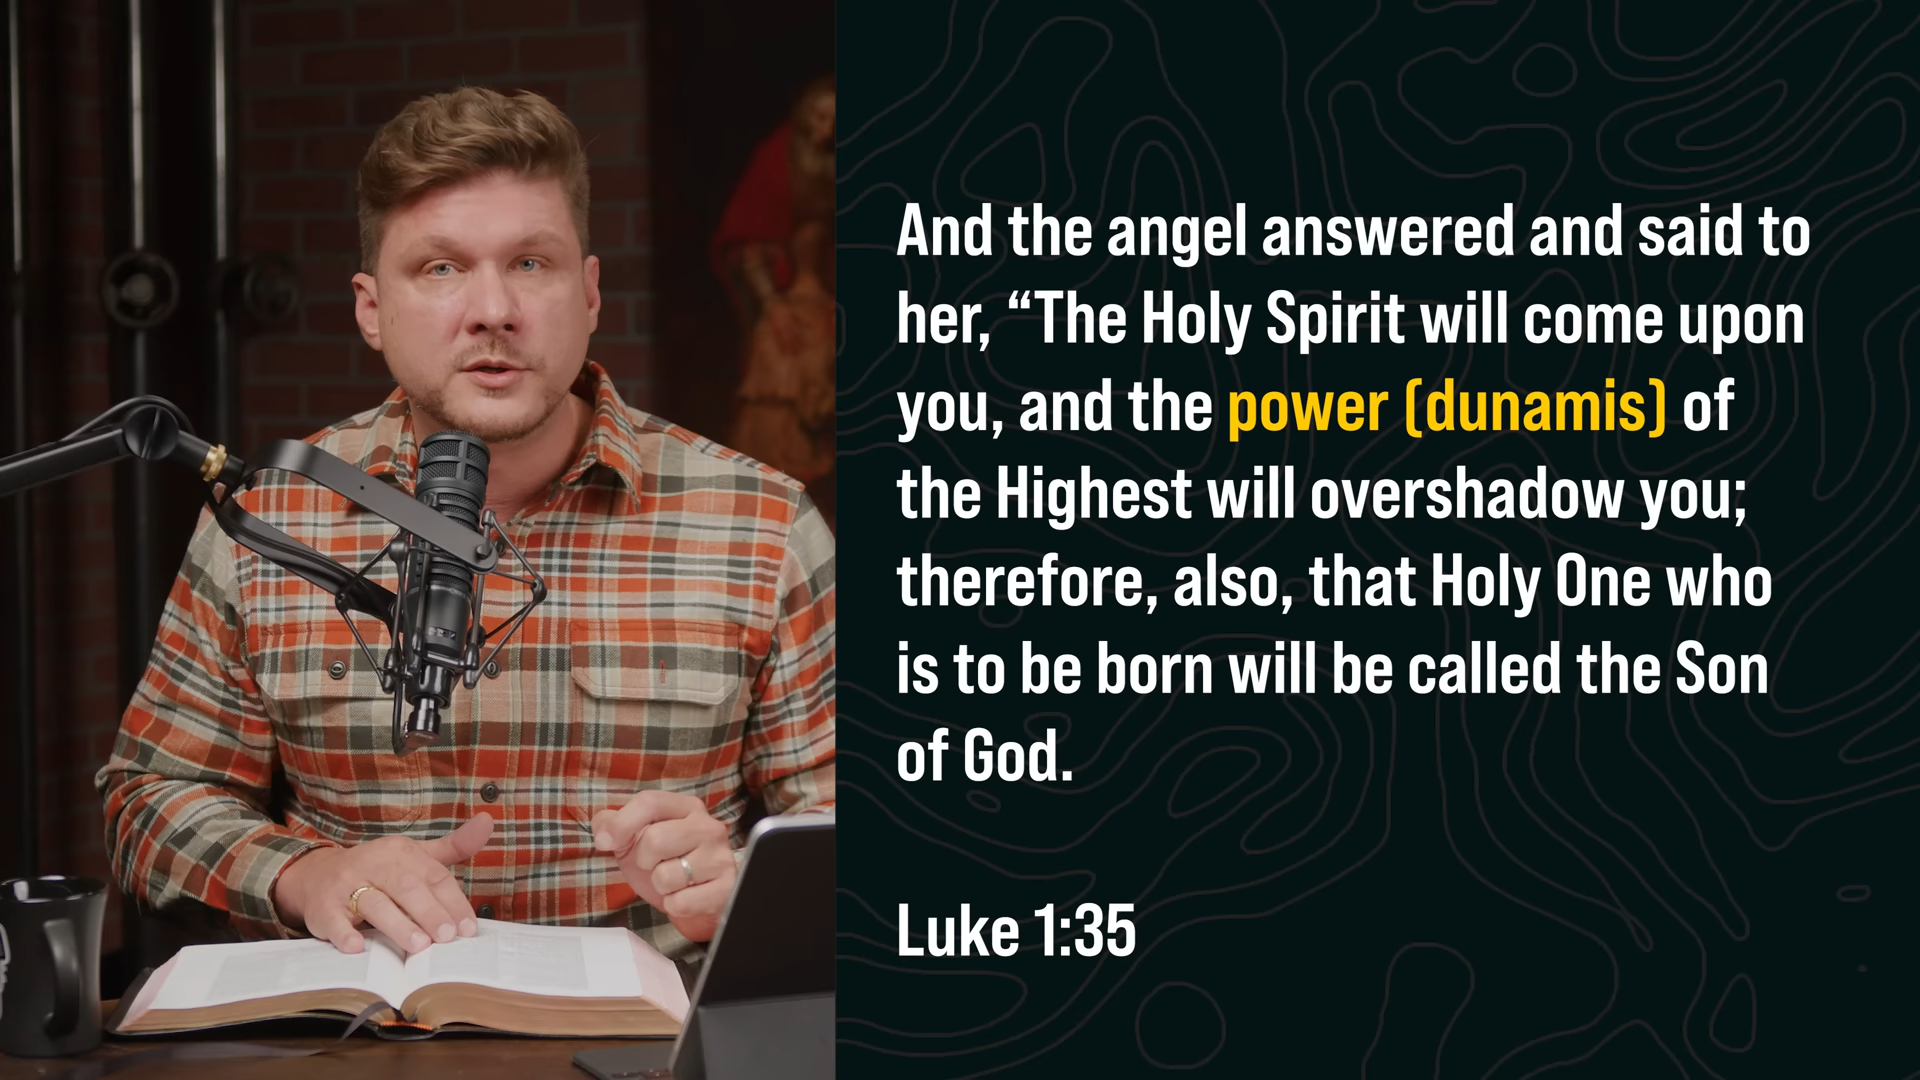 And the angel answered and said to
her, “The Holy Spirit will come upon
you, and the power (dunamis) of
the Highest will overshadow you;
therefore, also, that Holy One who
is to be born will be called the Son
of God.
Luke 1:35